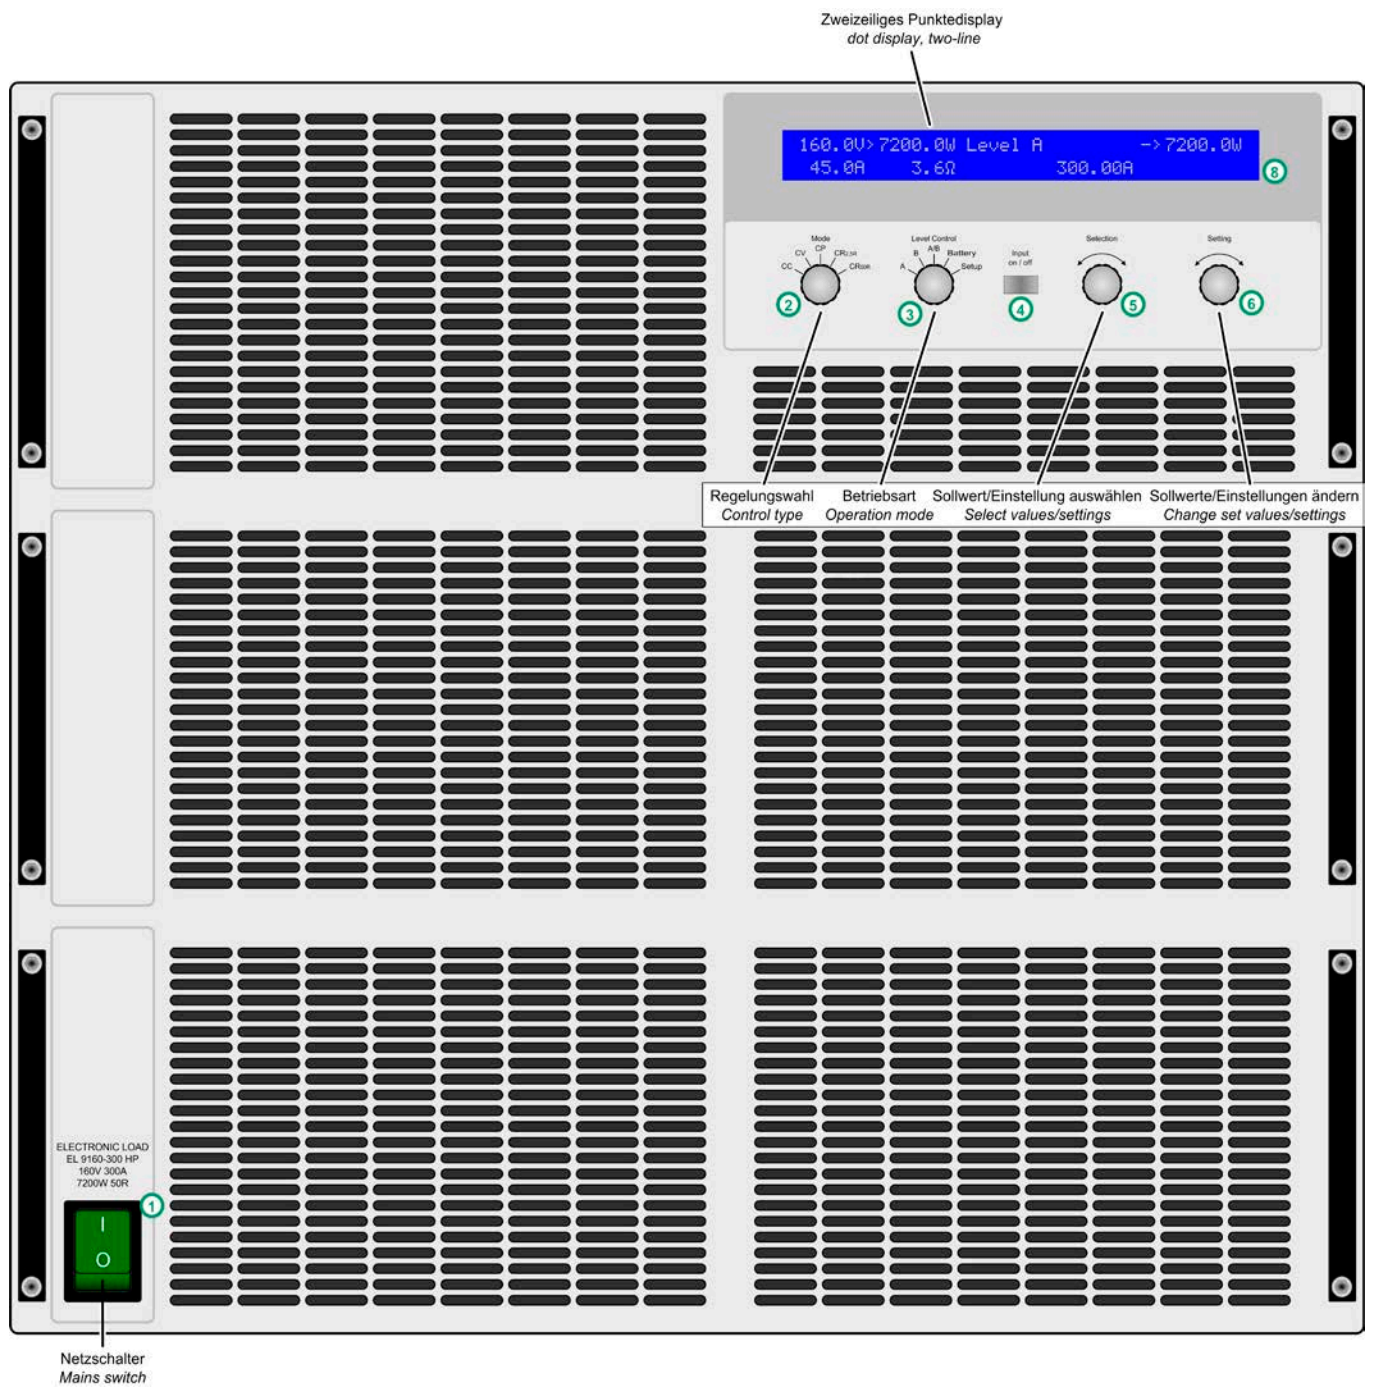 Zweizeiliges Punktedisplay
dot display, two-line
160.0V>7200.0W Level A ->7200.0W
45.0A 3.6Ω 300.00A
8
Mode
CC CV CP CR2,5R CR50R
2
Level Control
A B A/B Battery Setup
3
Input
on / off
4
Selection
5
Setting
6
Regelungswahl
Control type
Betriebsart
Operation mode
Sollwert/Einstellung auswählen
Select values/settings
Sollwerte/Einstellungen ändern
Change set values/settings
ELECTRONIC LOAD
EL 9160-300 HP
160V 300A
7200W 50R
1
I
O
Netzschalter
Mains switch